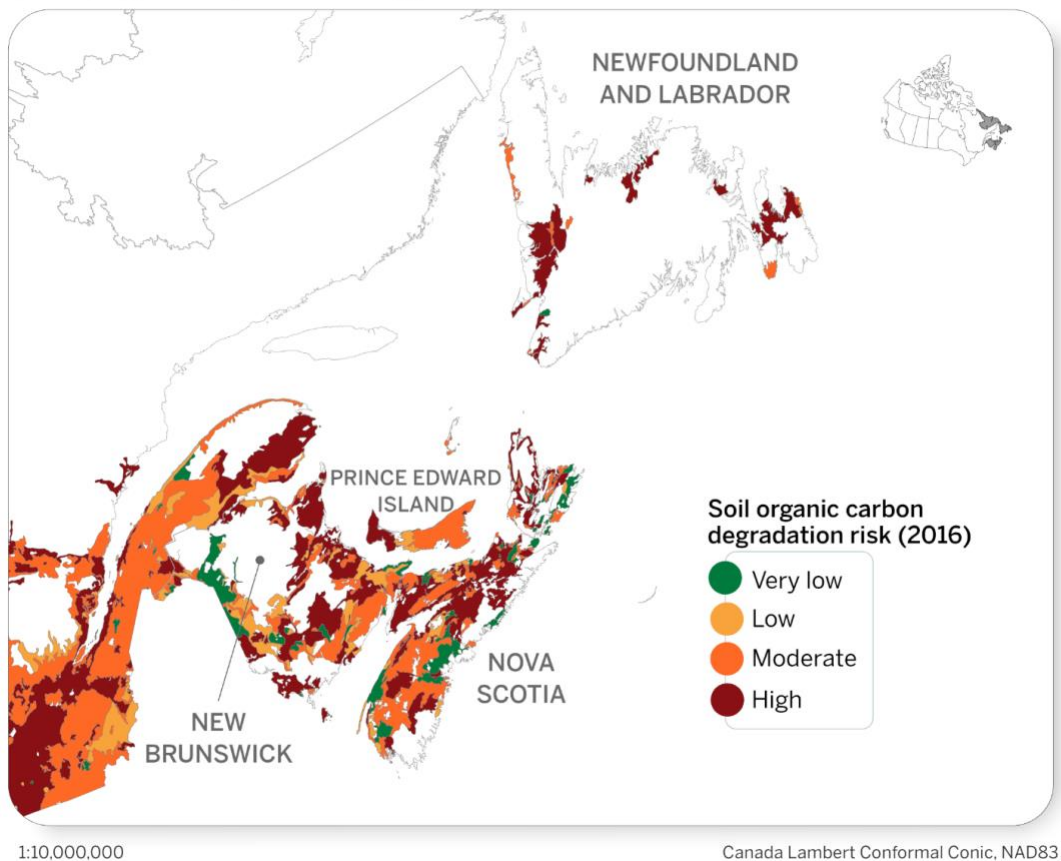 NEWFOUNDLAND
AND LABRADOR
PRINCE EDWARD
ISLAND
NOVA
SCOTIA
NEW
BRUNSWICK
Soil organic carbon
degradation risk (2016)
Very low
Low
Moderate
High
1:10,000,000
Canada Lambert Conformal Conic, NAD83